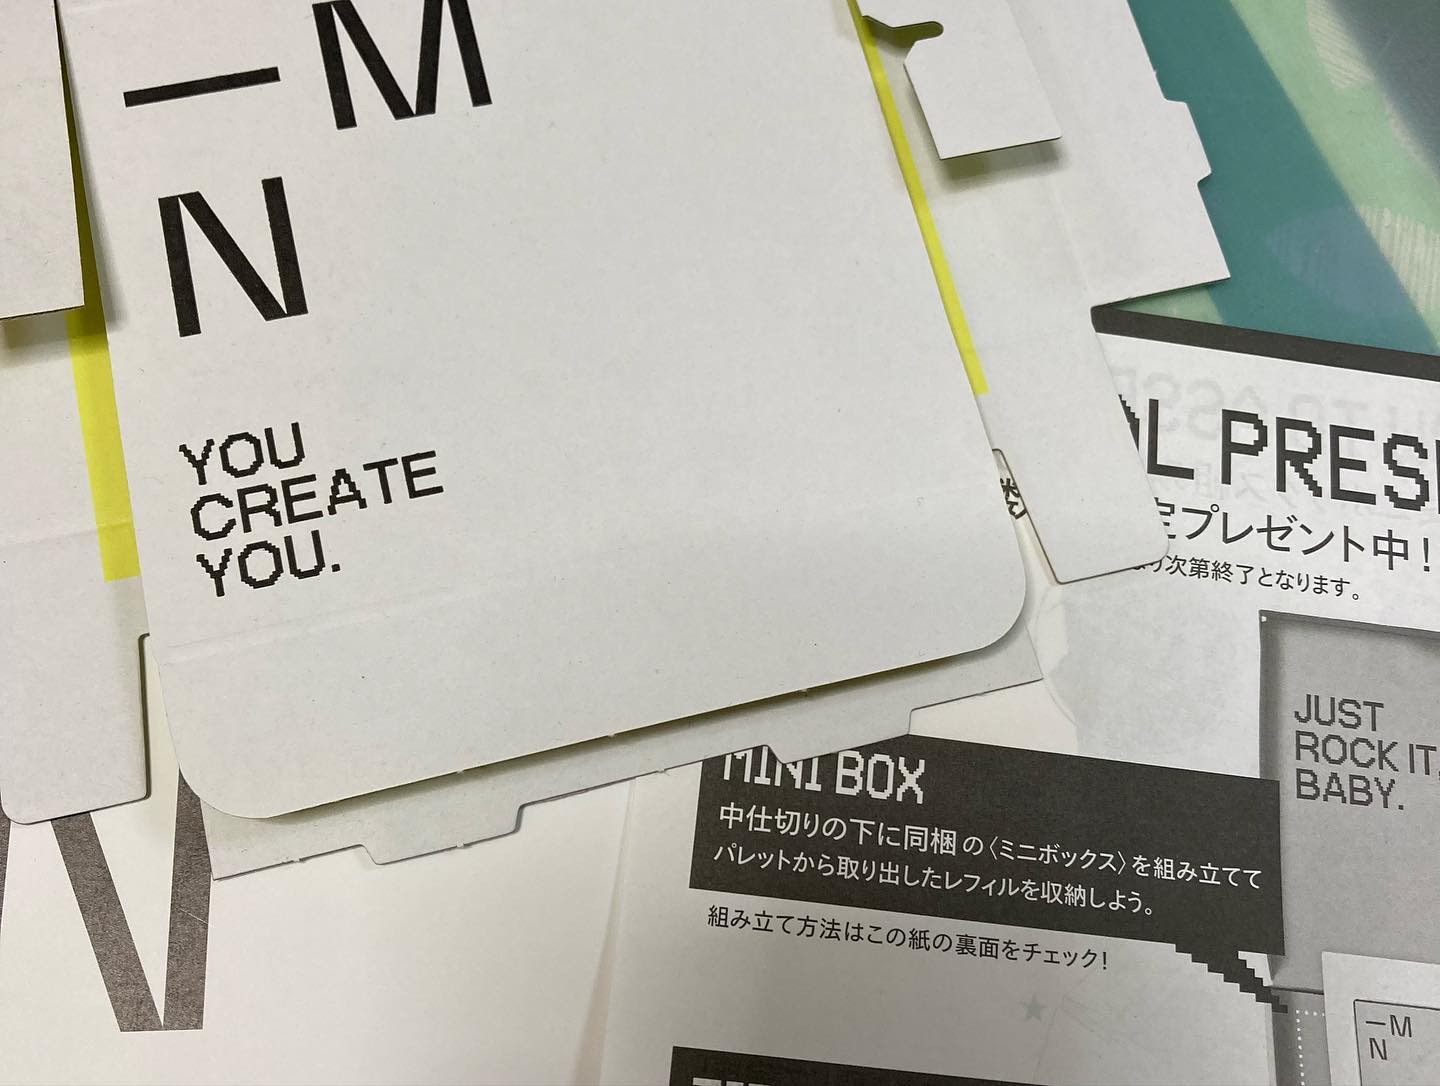 —M
N
YOU
CREATE
YOU.
PRES
定プレゼント中！
次第終了となります。
JUST
ROCK IT,
BABY.
MINI BOX
中仕切りの下に同梱の〈ミニボックス〉を組み立てて
パレットから取り出したレフィルを収納しよう。
組み立て方法はこの紙の裏面をチェック！
—M
N
N